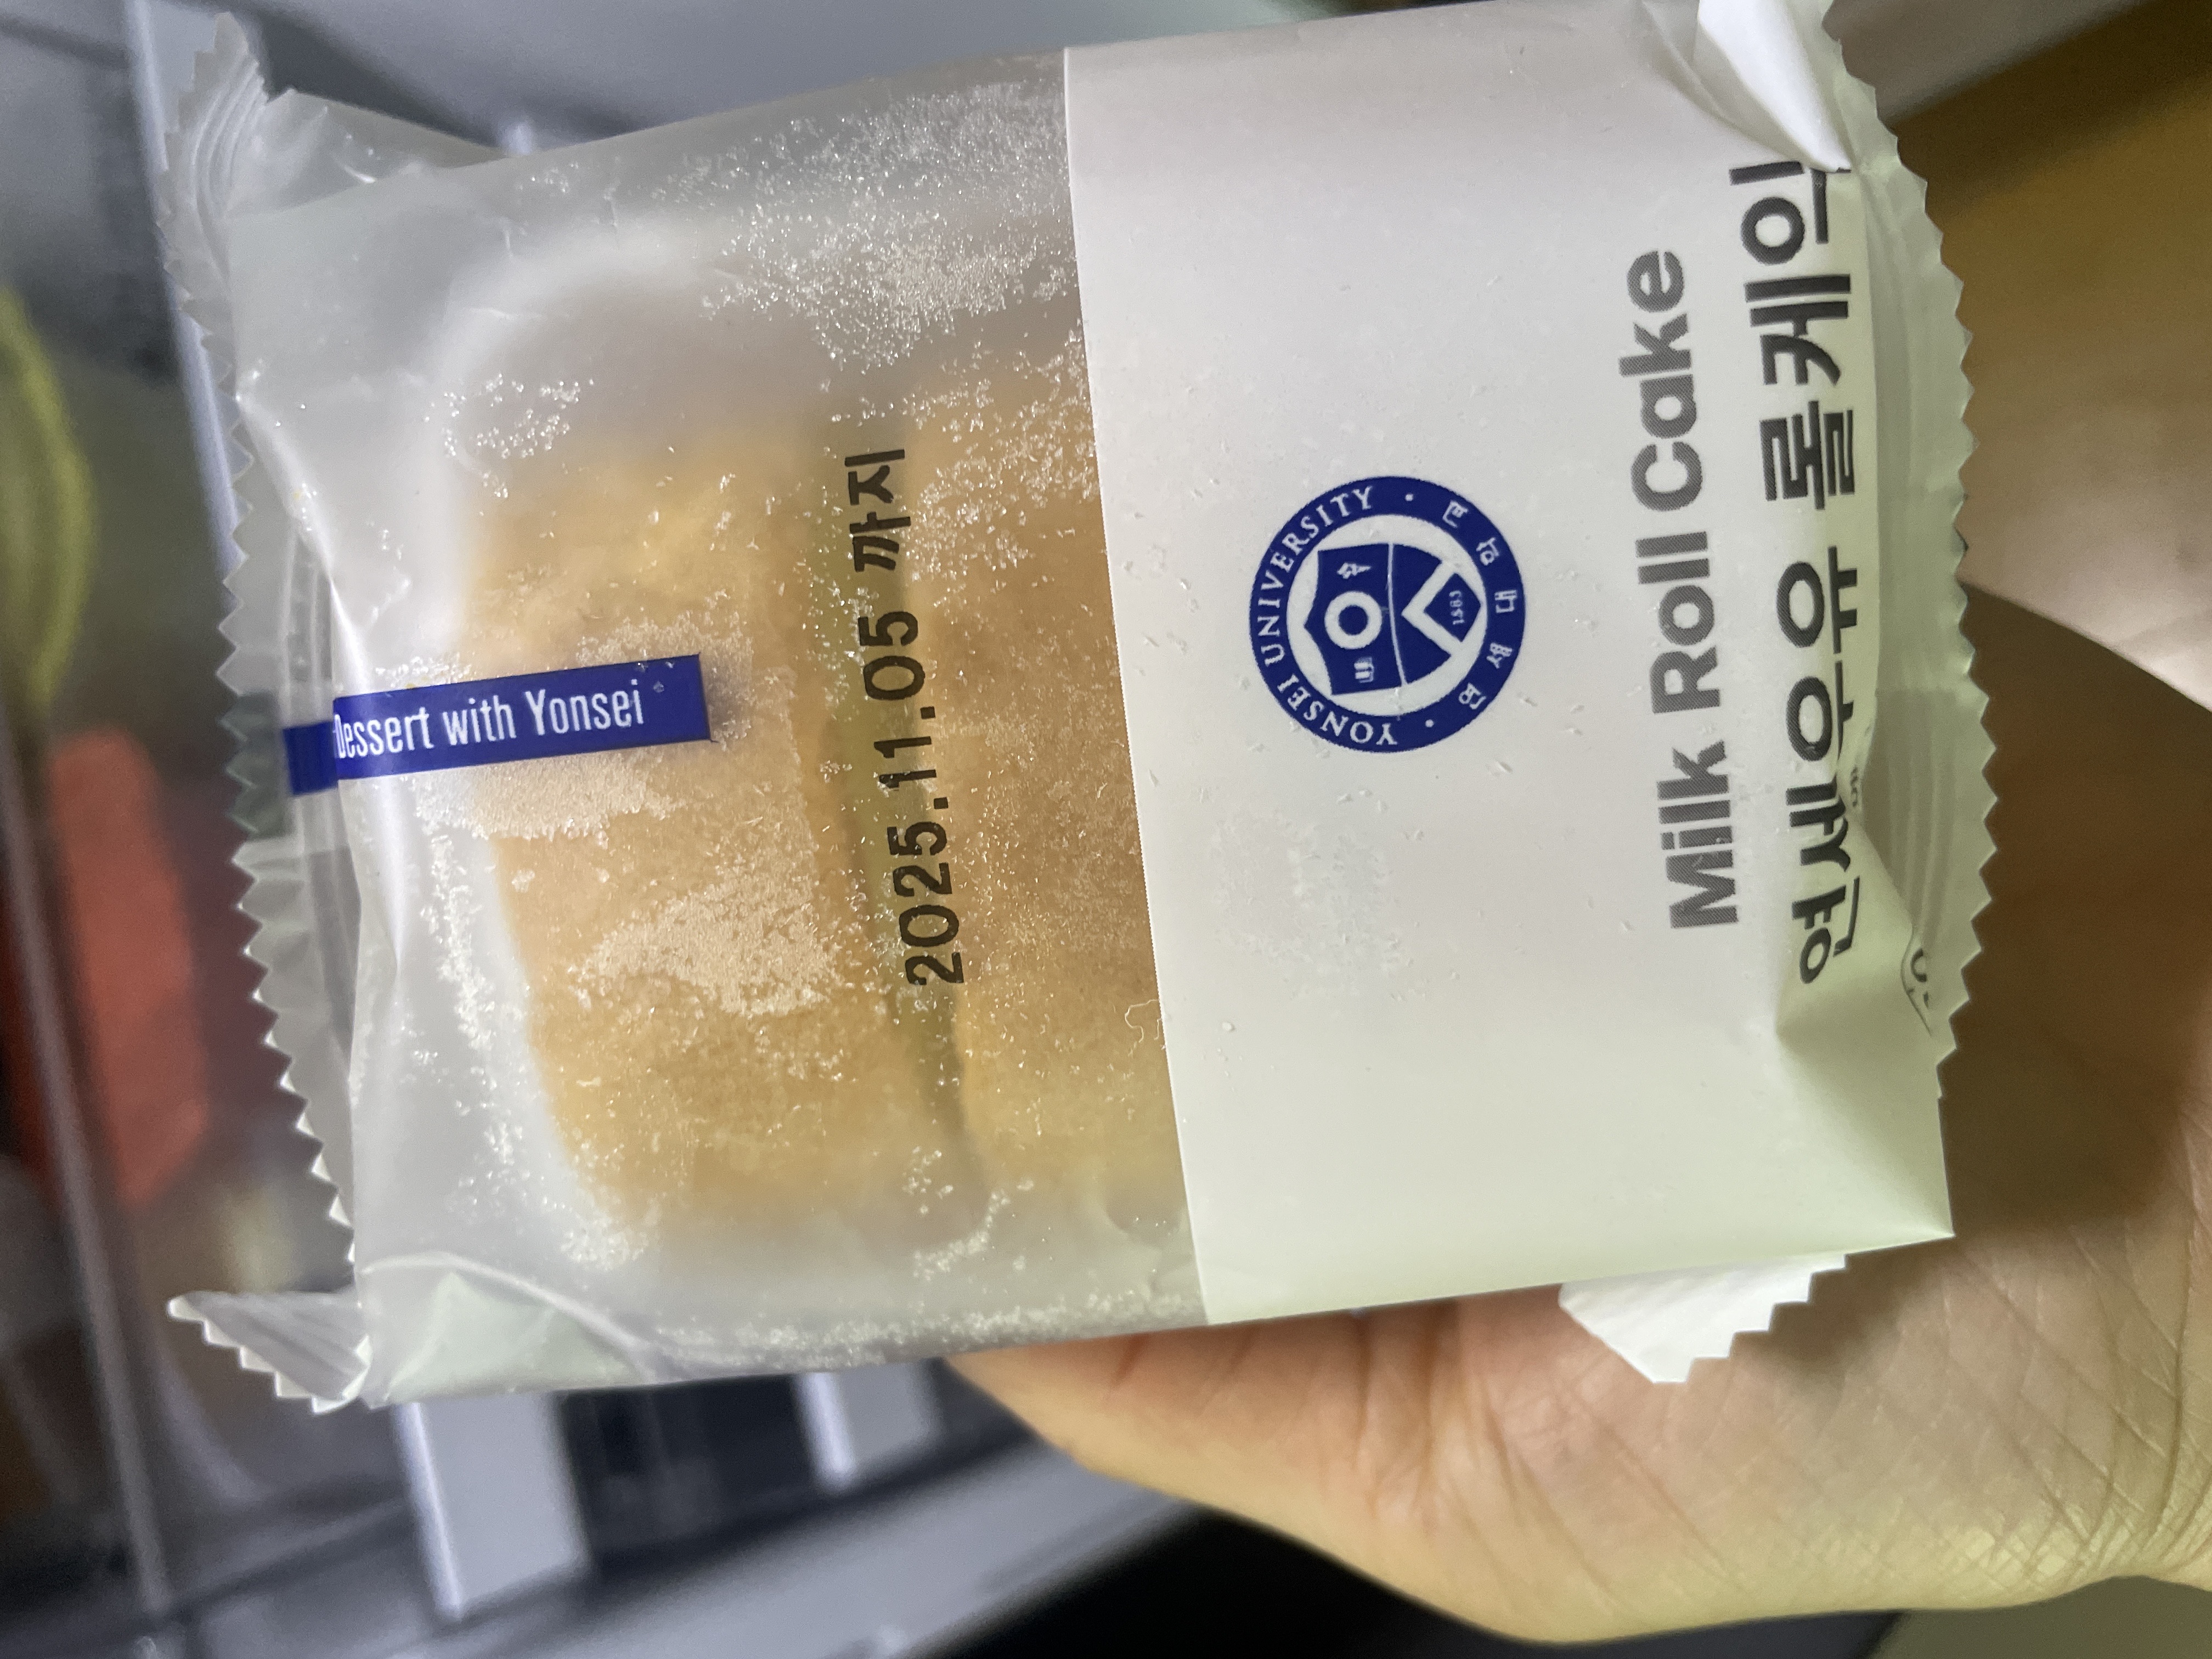 Dessert with Yonsei
2025.11.05 까지
YONSEI UNIVERSITY · 연세대학교 ·
1885
Milk Roll Cake
연세우유 롤케익